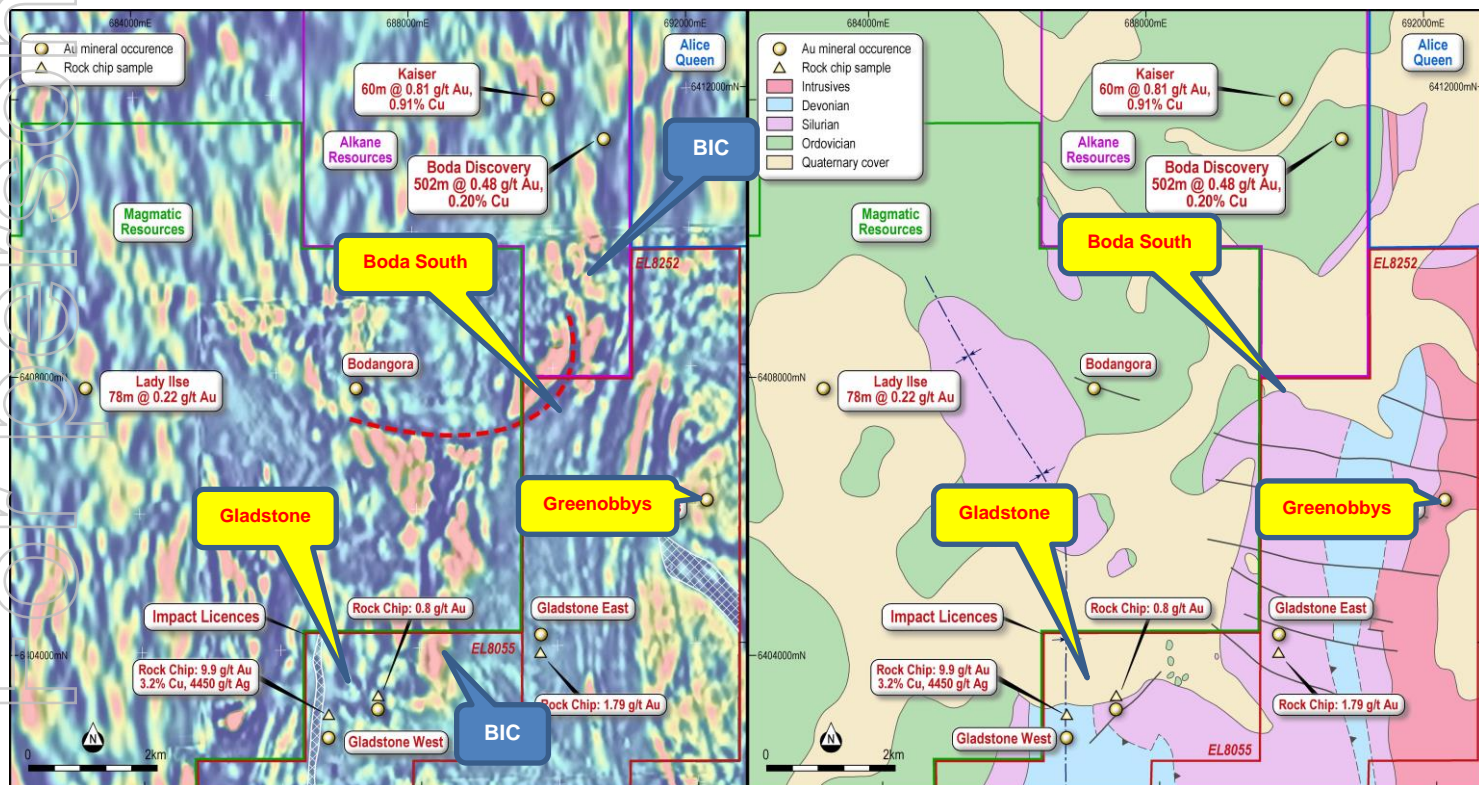 For personal use only
684000mE
688000mE
692000mE
Au mineral occurence
Rock chip sample
Alice
Queen
6412000mN
Kaiser
60m @ 0.81 g/t Au,
0.91% Cu
Alkane
Resources
BIC
Boda Discovery
502m @ 0.48 g/t Au,
0.20% Cu
Magmatic
Resources
Boda South
EL8252
6408000mN
Bodangora
Lady Ilse
78m @ 0.22 g/t Au
Greenobbys
Gladstone
Impact Licences
Rock Chip: 0.8 g/t Au
Gladstone East
6404000mN
EL8055
Rock Chip: 9.9 g/t Au
3.2% Cu, 4450 g/t Ag
Rock Chip: 1.79 g/t Au
BIC
Gladstone West
N
0 2km
684000mE
688000mE
692000mE
Au mineral occurence
Rock chip sample
Intrusives
Devonian
Silurian
Ordovician
Quaternary cover
Alice
Queen
6412000mN
Kaiser
60m @ 0.81 g/t Au,
0.91% Cu
Alkane
Resources
Boda Discovery
502m @ 0.48 g/t Au,
0.20% Cu
Magmatic
Resources
Boda South
EL8252
6408000mN
Bodangora
Lady Ilse
78m @ 0.22 g/t Au
Greenobbys
Gladstone
Impact Licences
Rock Chip: 0.8 g/t Au
Gladstone East
6404000mN
Rock Chip: 9.9 g/t Au
3.2% Cu, 4450 g/t Ag
Rock Chip: 1.79 g/t Au
Gladstone West
EL8055
N
0 2km